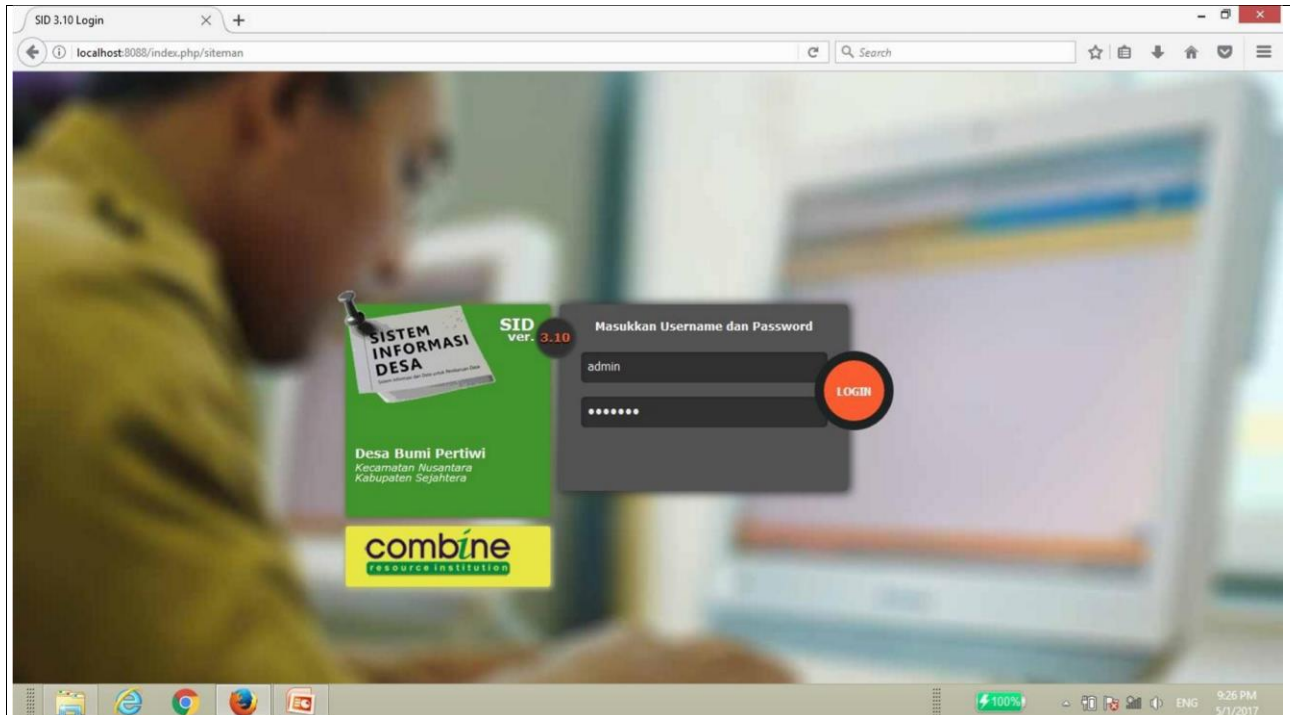 SID 3.10 Login
localhost:8088/index.php/siteman
Search
SISTEM
INFORMASI
DESA
SID
ver. 3.10
Desa Bumi Pertiwi
Kecamatan Nusantara
Kabupaten Sejahtera
combine
resource institution
Masukkan Username dan Password
admin
•••••••
LOGIN
100%
ENG
9:26 PM
5/1/2017